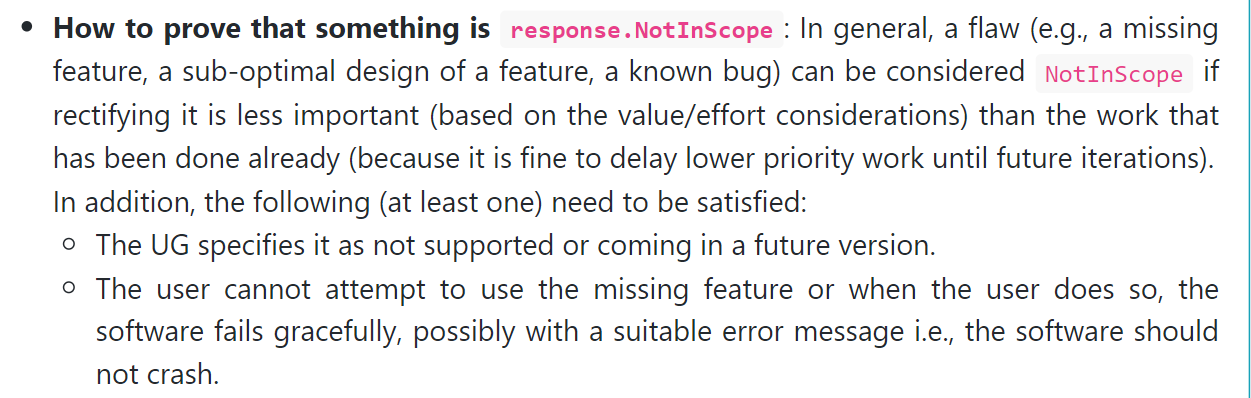 • How to prove that something is response.NotInScope : In general, a flaw (e.g., a missing
feature, a sub-optimal design of a feature, a known bug) can be considered NotInScope if
rectifying it is less important (based on the value/effort considerations) than the work that
has been done already (because it is fine to delay lower priority work until future iterations).
In addition, the following (at least one) need to be satisfied:
○ The UG specifies it as not supported or coming in a future version.
○ The user cannot attempt to use the missing feature or when the user does so, the
software fails gracefully, possibly with a suitable error message i.e., the software should
not crash.